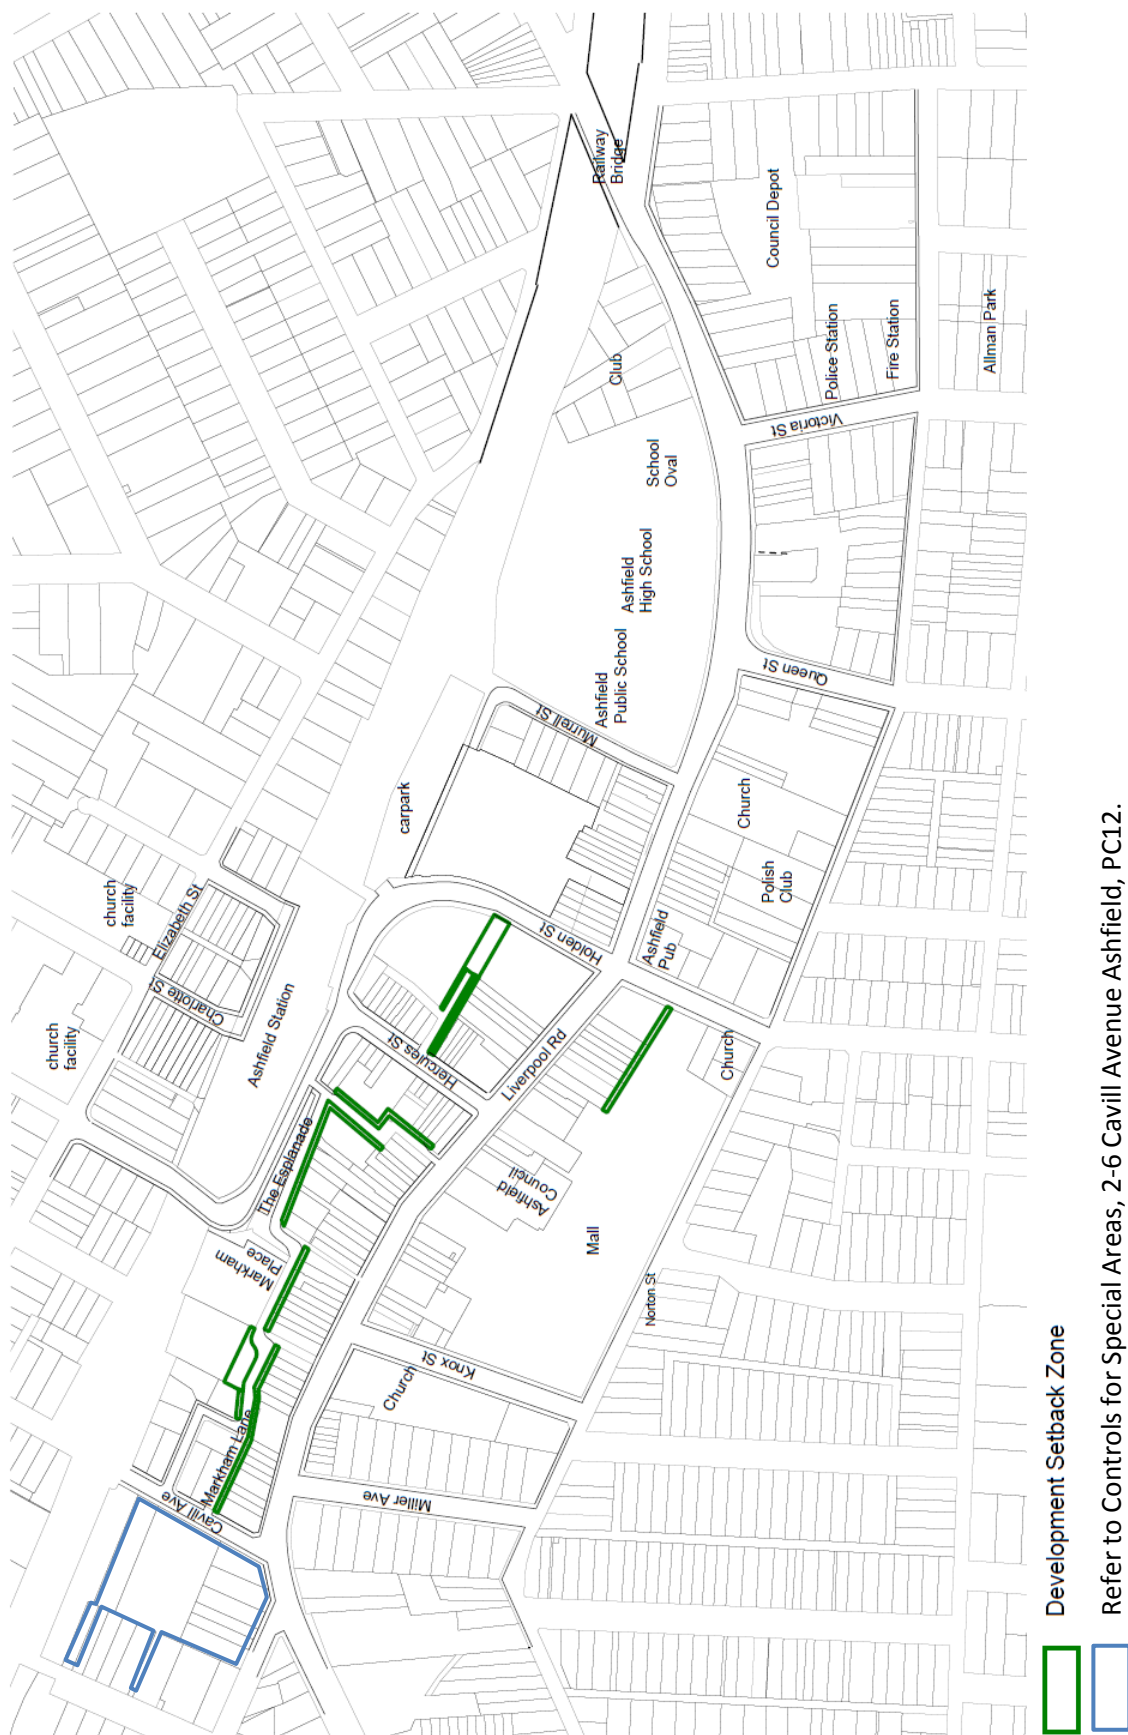 church
facility
church
facility
Elizabeth St
Charlotte St
Ashfield Station
carpark
Railway
Bridge
Council Depot
Club
Police Station
Fire Station
Allman Park
Victoria St
School
Oval
Ashfield
High School
Ashfield
Public School
Murrell St
Queen St
Church
Polish
Club
Ashfield
Pub
Holden St
Hercules St
Liverpool Rd
Church
The Esplanade
Markham
Place
Ashfield
Council
Mall
Norton St
Knox St
Church
Markham Lane
Cavill Ave
Miller Ave
Development Setback Zone
Refer to Controls for Special Areas, 2-6 Cavill Avenue Ashfield, PC12.